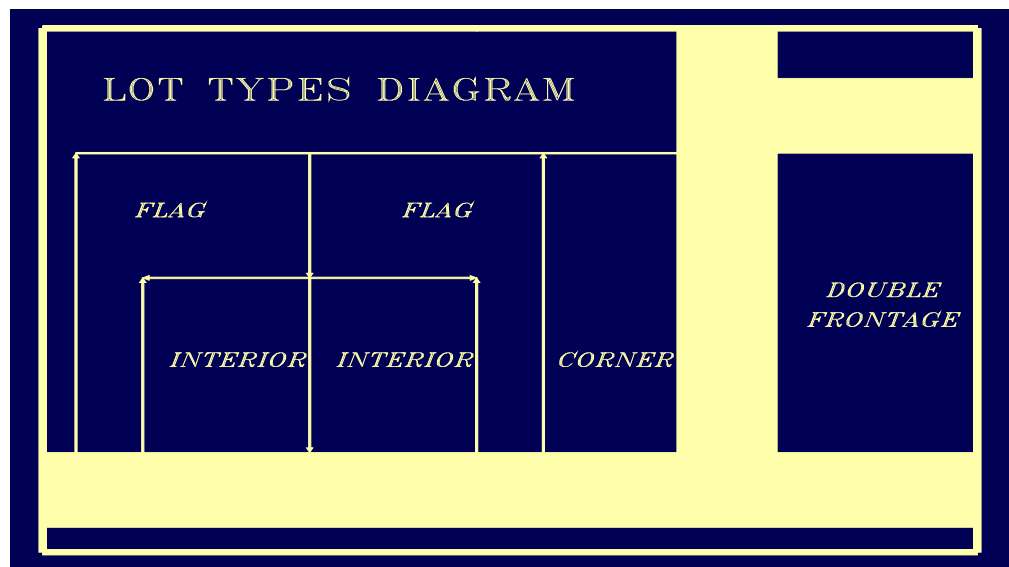 LOT TYPES DIAGRAM
FLAG
FLAG
DOUBLE
FRONTAGE
INTERIOR
INTERIOR
CORNER